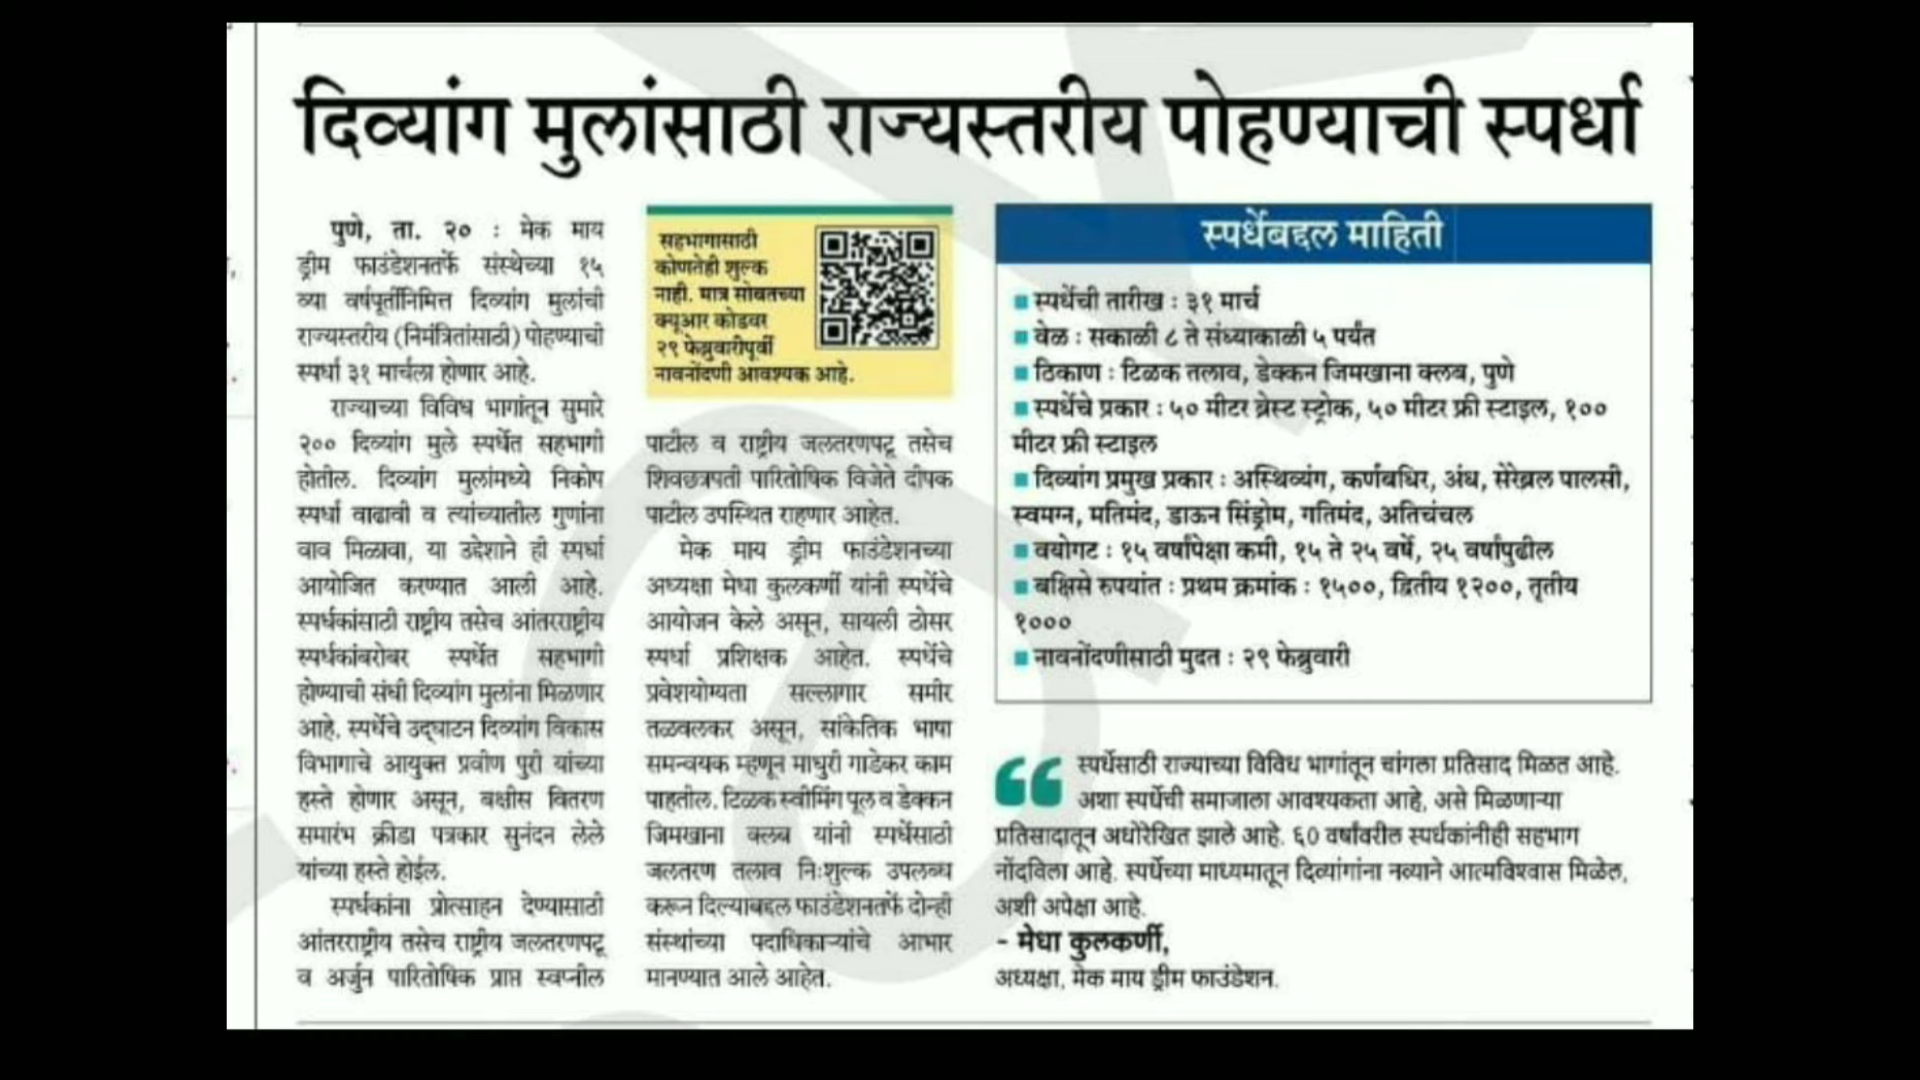 दिव्यांग मुलांसाठी राज्यस्तरीय पोहण्याची स्पर्धा
पुणे, ता. २० : मेक माय
ड्रीम फाउंडेशनतर्फे संस्थेच्या १५
व्या वर्षपूर्तीनिमित्त दिव्यांग मुलांची
राज्यस्तरीय (निमंत्रितांसाठी) पोहण्याची
स्पर्धा ३१ मार्चला होणार आहे.
राज्याच्या विविध भागांतून सुमारे
२०० दिव्यांग मुले स्पर्धेत सहभागी
होतील. दिव्यांग मुलांमध्ये निकोप
स्पर्धा वाढावी व त्यांच्यातील गुणांना
वाव मिळावा, या उद्देशाने ही स्पर्धा
आयोजित करण्यात आली आहे.
स्पर्धकांसाठी राष्ट्रीय तसेच आंतरराष्ट्रीय
स्पर्धकांबरोबर स्पर्धेत सहभागी
होण्याची संधी दिव्यांग मुलांना मिळणार
आहे. स्पर्धेचे उद्घाटन दिव्यांग विकास
विभागाचे आयुक्त प्रवीण पुरी यांच्या
हस्ते होणार असून, बक्षीस वितरण
समारंभ क्रीडा पत्रकार सुनंदन लेले
यांच्या हस्ते होईल.
स्पर्धकांना प्रोत्साहन देण्यासाठी
आंतरराष्ट्रीय तसेच राष्ट्रीय जलतरणपटू
व अर्जुन पारितोषिक प्राप्त स्वप्नील
सहभागासाठी
कोणतेही शुल्क
नाही. मात्र सोबतच्या
क्यूआर कोडवर
२९ फेब्रुवारीपूर्वी
नावनोंदणी आवश्यक आहे.
पाटील व राष्ट्रीय जलतरणपटू तसेच
शिवछत्रपती पारितोषिक विजेते दीपक
पाटील उपस्थित राहणार आहेत.
मेक माय ड्रीम फाउंडेशनच्या
अध्यक्षा मेधा कुलकर्णी यांनी स्पर्धेचे
आयोजन केले असून, सायली ठोसर
स्पर्धा प्रशिक्षक आहेत. स्पर्धेचे
प्रवेशयोग्यता सल्लागार समीर
तळवलकर असून, सांकेतिक भाषा
समन्वयक म्हणून माधुरी गाडेकर काम
पाहतील. टिळक स्वीमिंग पूल व डेक्कन
जिमखाना क्लब यांनी स्पर्धेसाठी
जलतरण तलाव निःशुल्क उपलब्ध
करून दिल्याबद्दल फाउंडेशनतर्फे दोन्ही
संस्थांच्या पदाधिकाऱ्यांचे आभार
मानण्यात आले आहेत.
स्पर्धेबद्दल माहिती
स्पर्धेची तारीख : ३१ मार्च
वेळ : सकाळी ८ ते संध्याकाळी ५ पर्यंत
ठिकाण : टिळक तलाव, डेक्कन जिमखाना क्लब, पुणे
स्पर्धेचे प्रकार : ५० मीटर ब्रेस्ट स्ट्रोक, ५० मीटर फ्री स्टाइल, १००
मीटर फ्री स्टाइल
दिव्यांग प्रमुख प्रकार : अस्थिव्यंग, कर्णबधिर, अंध, सेरेब्रल पालसी,
स्वमग्न, मतिमंद, डाऊन सिंड्रोम, गतिमंद, अतिचंचल
वयोगट : १५ वर्षांपेक्षा कमी, १५ ते २५ वर्षे, २५ वर्षांपुढील
बक्षिसे रुपयांत : प्रथम क्रमांक : १५००, द्वितीय १२००, तृतीय
१०००
नावनोंदणीसाठी मुदत : २९ फेब्रुवारी
“ स्पर्धेसाठी राज्याच्या विविध भागांतून चांगला प्रतिसाद मिळत आहे.
अशा स्पर्धेची समाजाला आवश्यकता आहे, असे मिळणाऱ्या
प्रतिसादातून अधोरेखित झाले आहे. ६० वर्षांवरील स्पर्धकांनीही सहभाग
नोंदविला आहे. स्पर्धेच्या माध्यमातून दिव्यांगांना नव्याने आत्मविश्वास मिळेल,
अशी अपेक्षा आहे.
- मेधा कुलकर्णी,
अध्यक्षा, मेक माय ड्रीम फाउंडेशन.